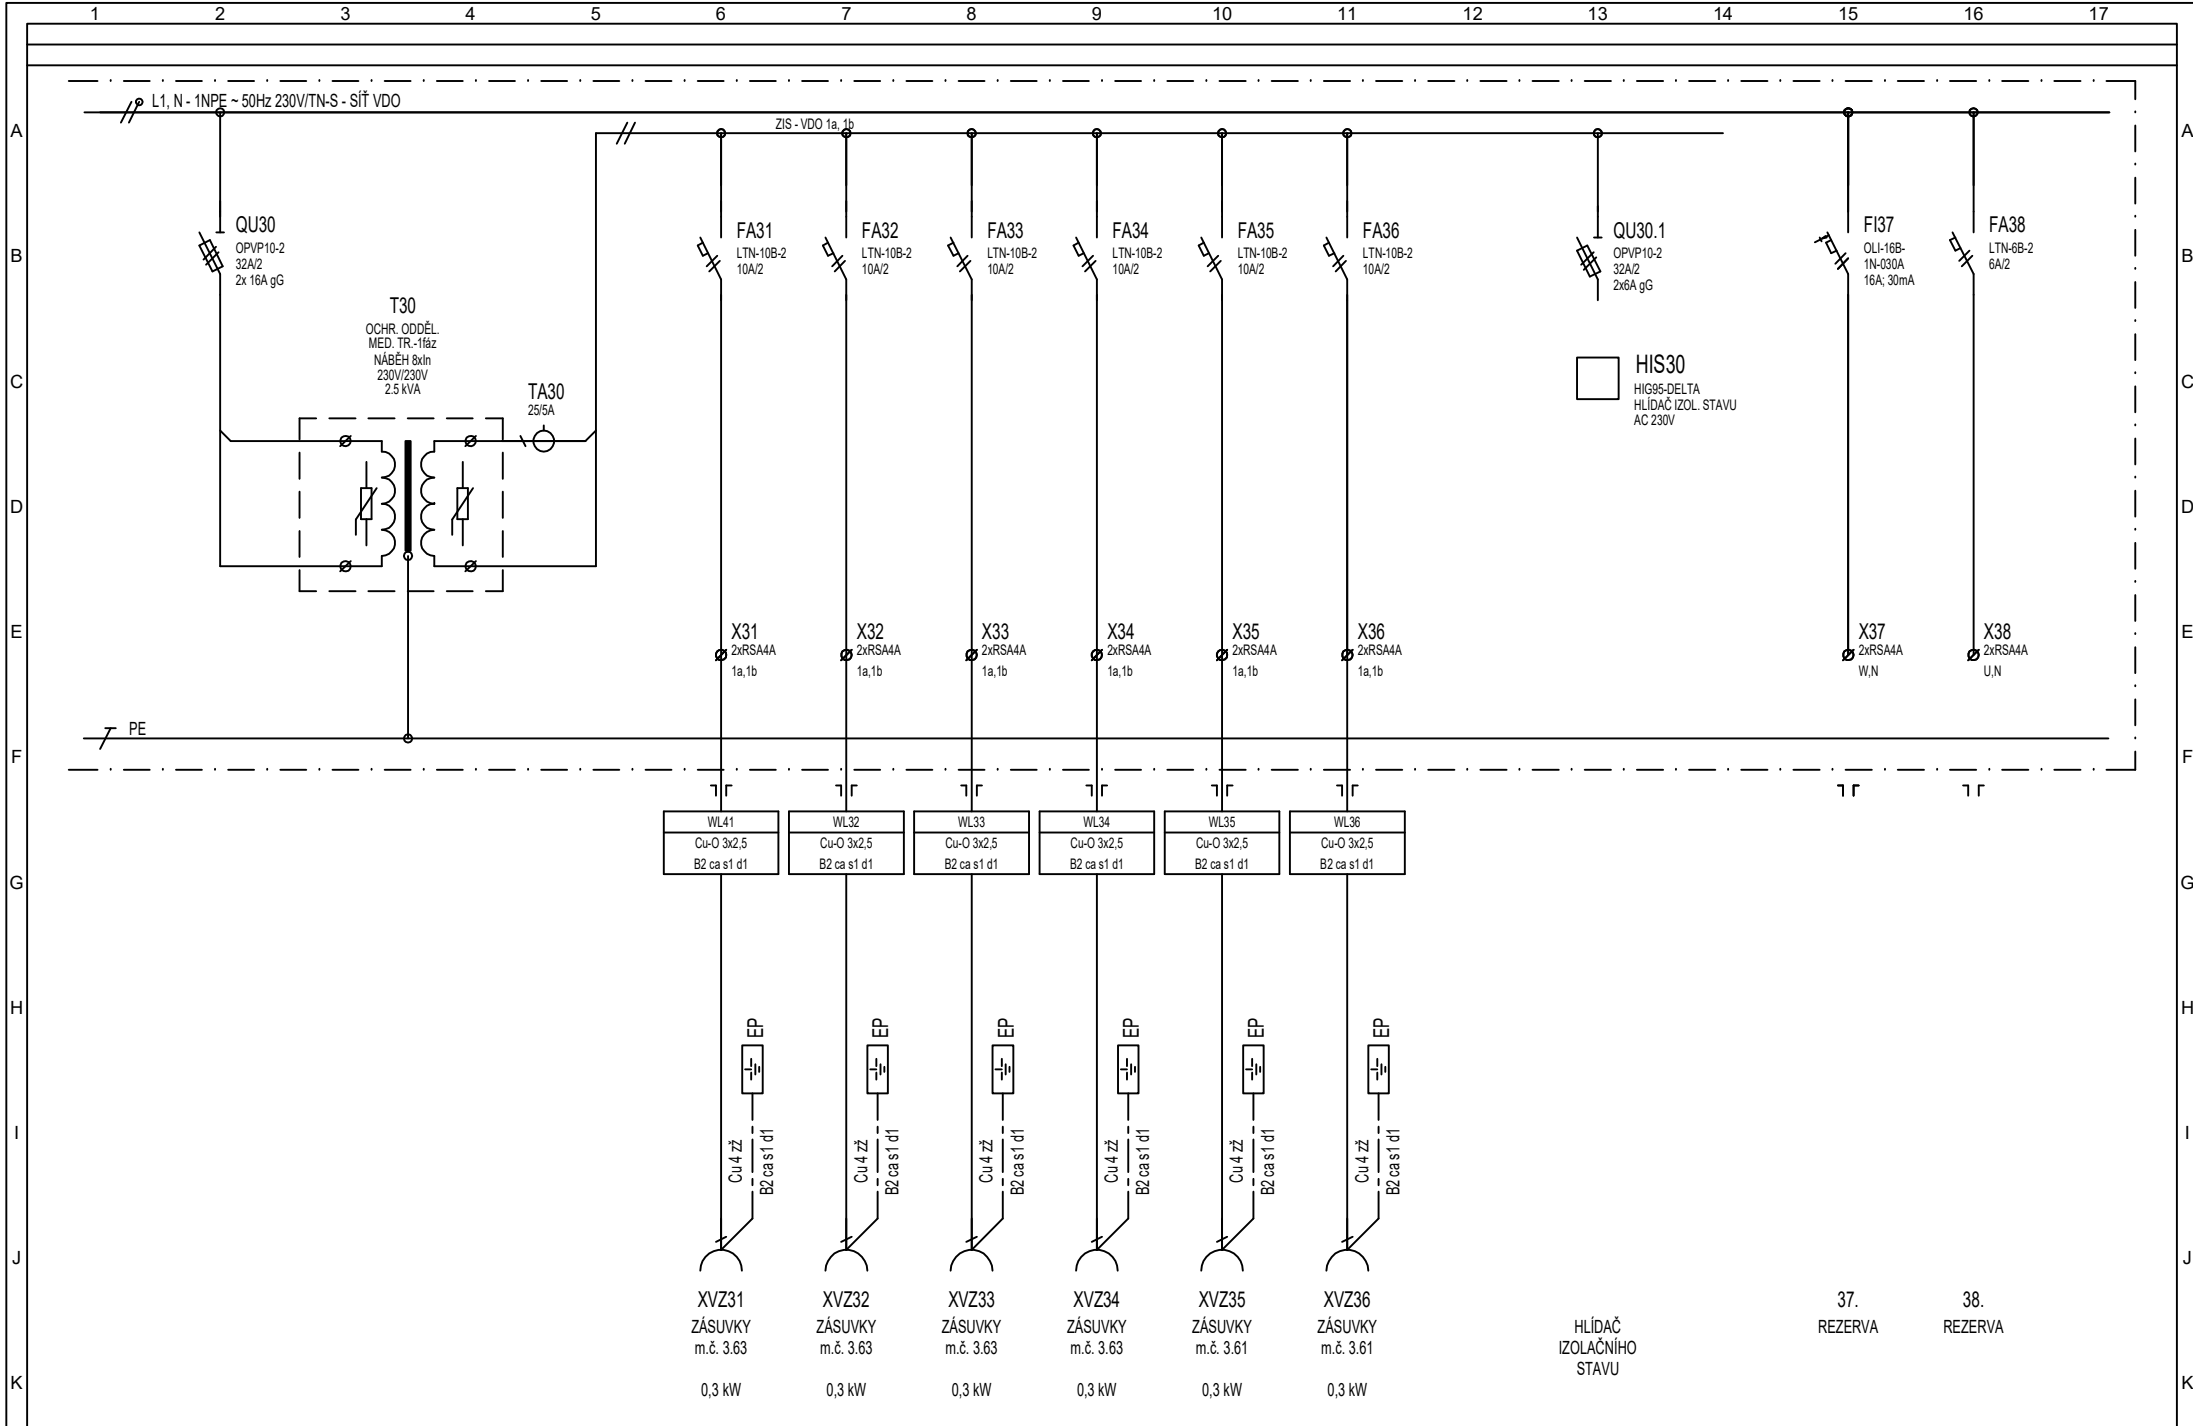 1 2 3 4 5 6 7 8 9 10 11 12 13 14 15 16 17
A A
L1, N - 1NPE ~ 50Hz 230V/TN-S - SÍŤ VDO
ZIS - VDO 1a, 1b
B B
QU30
OPVP10-2
32A/2
2x 16A gG
FA31
LTN-10B-2
10A/2
FA32
LTN-10B-2
10A/2
FA33
LTN-10B-2
10A/2
FA34
LTN-10B-2
10A/2
FA35
LTN-10B-2
10A/2
FA36
LTN-10B-2
10A/2
QU30.1
OPVP10-2
32A/2
2x6A gG
FI37
OLI-16B-
1N-030A
16A; 30mA
FA38
LTN-6B-2
6A/2
C C
T30
OCHR. ODDĚL.
MED. TR.-1fáz
NÁBĚH 8xIn
230V/230V
2.5 kVA
TA30
25/5A
HIS30
HIG95-DELTA
HLÍDAČ IZOL. STAVU
AC 230V
D D
E E
X31
2xRSA4A
1a,1b
X32
2xRSA4A
1a,1b
X33
2xRSA4A
1a,1b
X34
2xRSA4A
1a,1b
X35
2xRSA4A
1a,1b
X36
2xRSA4A
1a,1b
X37
2xRSA4A
W,N
X38
2xRSA4A
U,N
PE
F F
WL41
Cu-O 3x2,5
B2 ca s1 d1
WL32
Cu-O 3x2,5
B2 ca s1 d1
WL33
Cu-O 3x2,5
B2 ca s1 d1
WL34
Cu-O 3x2,5
B2 ca s1 d1
WL35
Cu-O 3x2,5
B2 ca s1 d1
WL36
Cu-O 3x2,5
B2 ca s1 d1
G G
H H
EP
Cu 4 zž
B2 ca s1 d1
EP
Cu 4 zž
B2 ca s1 d1
EP
Cu 4 zž
B2 ca s1 d1
EP
Cu 4 zž
B2 ca s1 d1
EP
Cu 4 zž
B2 ca s1 d1
EP
Cu 4 zž
B2 ca s1 d1
I I
J J
XVZ31
ZÁSUVKY
m.č. 3.63
0,3 kW
XVZ32
ZÁSUVKY
m.č. 3.63
0,3 kW
XVZ33
ZÁSUVKY
m.č. 3.63
0,3 kW
XVZ34
ZÁSUVKY
m.č. 3.63
0,3 kW
XVZ35
ZÁSUVKY
m.č. 3.61
0,3 kW
XVZ36
ZÁSUVKY
m.č. 3.61
0,3 kW
HLÍDAČ
IZOLAČNÍHO
STAVU
37.
REZERVA
38.
REZERVA
K K